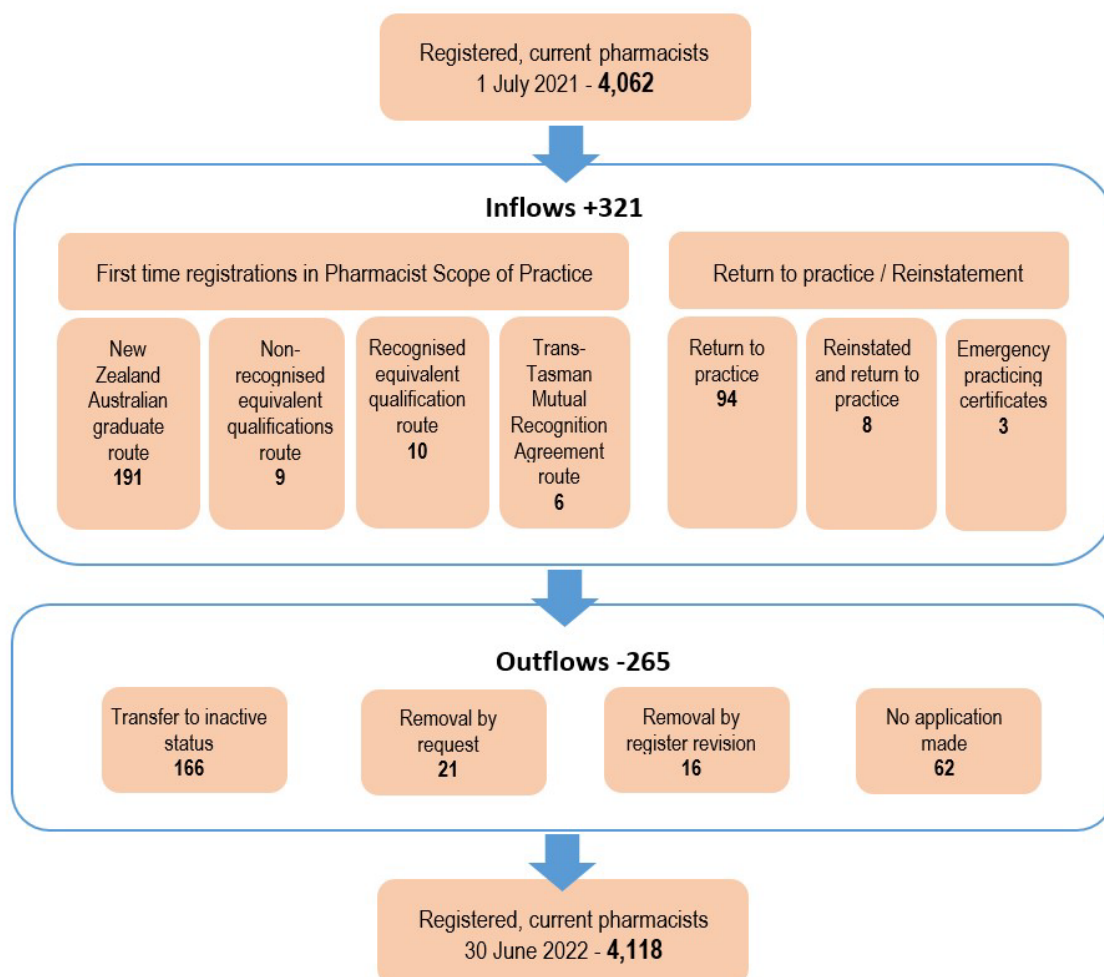 Registered, current pharmacists
1 July 2021 - 4,062
Inflows +321
First time registrations in Pharmacist Scope of Practice
Return to practice / Reinstatement
New
Zealand
Australian
graduate
route
191
Non-
recognised
equivalent
qualifications
route
9
Recognised
equivalent
qualification
route
10
Trans-
Tasman
Mutual
Recognition
Agreement
route
6
Return to
practice
94
Reinstated
and return to
practice
8
Emergency
practicing
certificates
3
Outflows -265
Transfer to inactive
status
166
Removal by
request
21
Removal by
register revision
16
No application
made
62
Registered, current pharmacists
30 June 2022 - 4,118